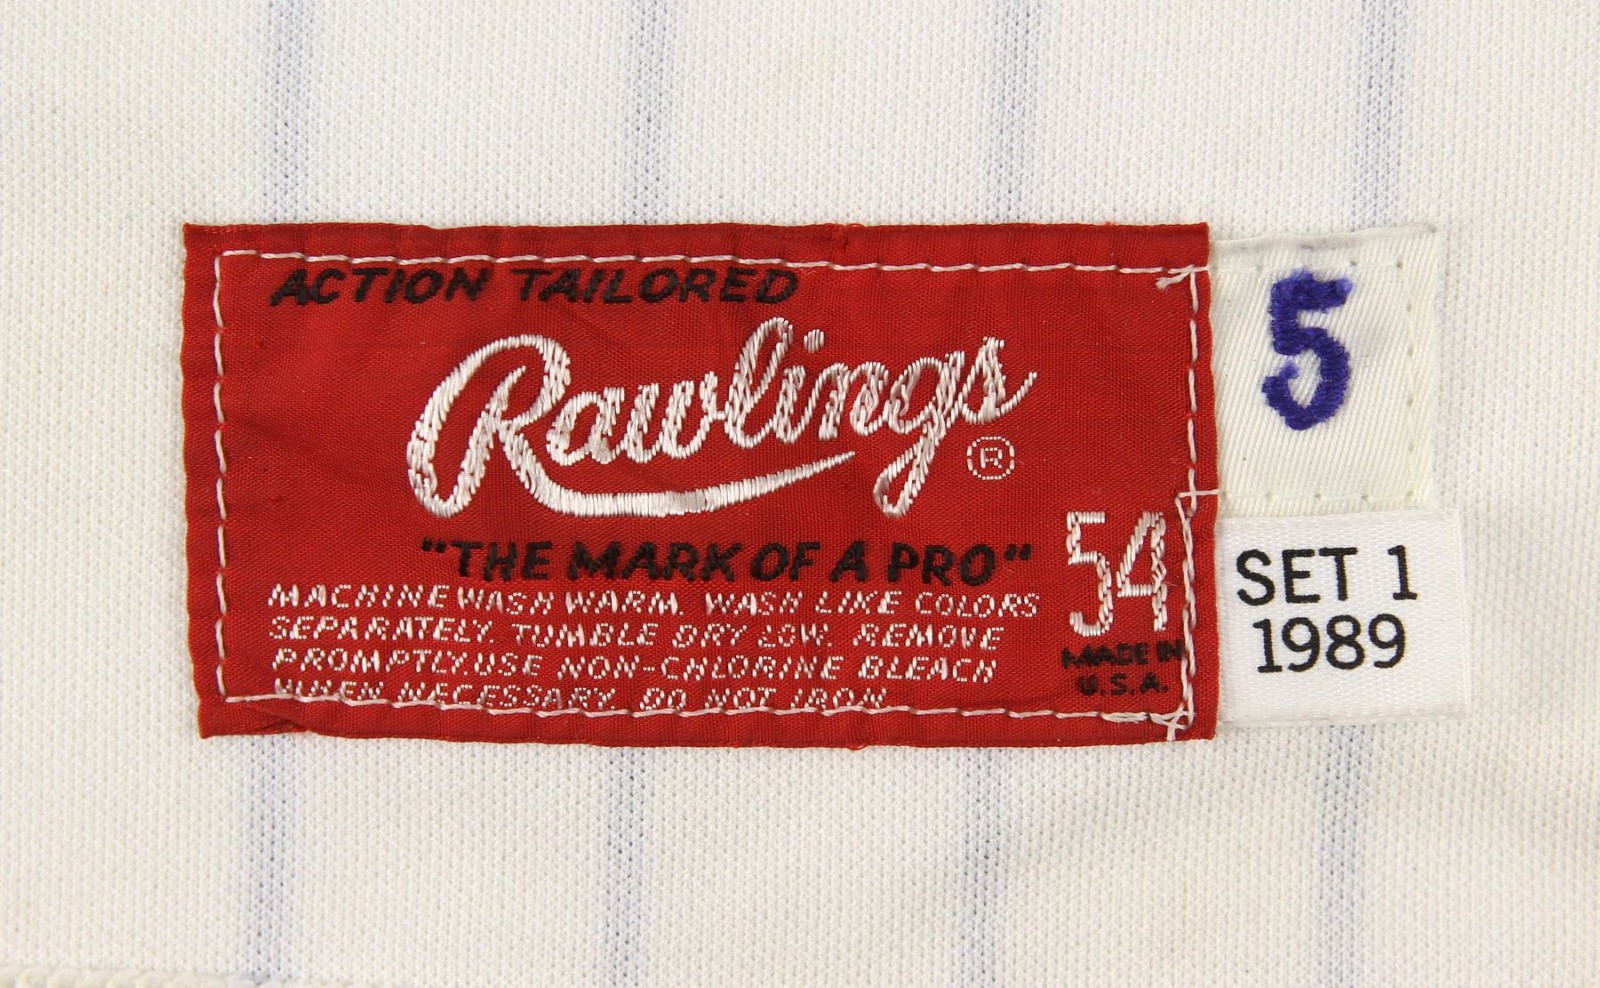 ACTION TAILORED
Rawlings
®
"THE MARK OF A PRO"
54
MACHINE WASH WARM. WASH LIKE COLORS
SEPARATELY. TUMBLE DRY LOW. REMOVE
PROMPTLY. USE NON-CHLORINE BLEACH
WHEN NECESSARY. DO NOT IRON.
MADE IN
U.S.A.
5
SET 1
1989